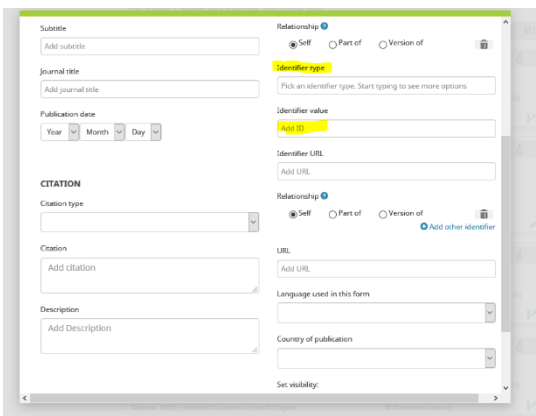 Subtitle
Add subtitle
Journal title
Add journal title
Publication date
Year Month Day
CITATION
Citation type
Citation
Add citation
Description
Add Description
Relationship
Self Part of Version of
Identifier type
Pick an identifier type. Start typing to see more options
Identifier value
Add ID
Identifier URL
Add URL
Relationship
Self Part of Version of
Add other identifier
URL
Add URL
Language used in this form
Country of publication
Set visibility: